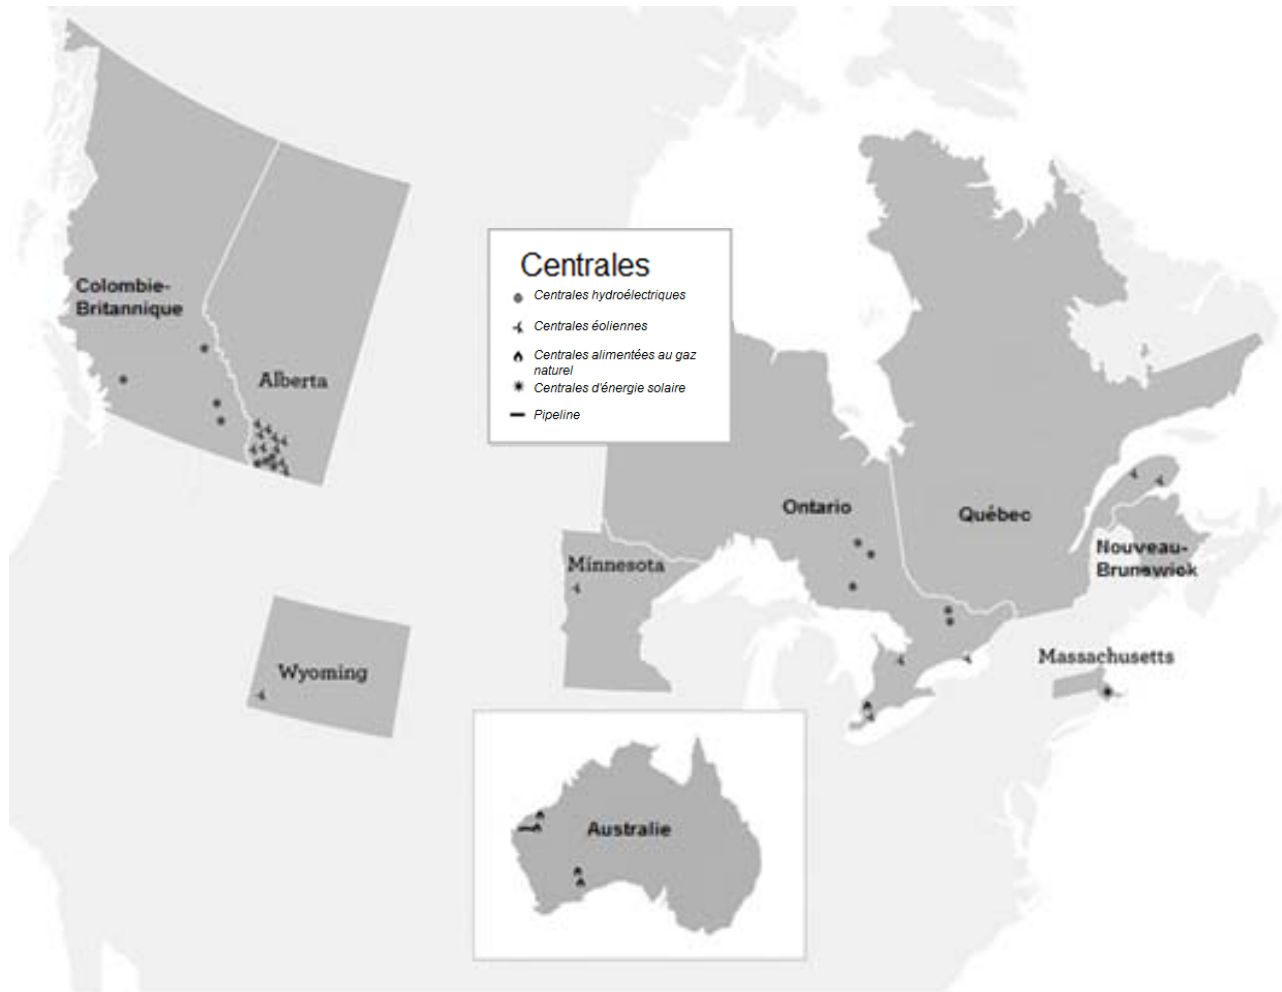 Colombie-
Britannique
Alberta
Centrales
Centrales hydroélectriques
Centrales éoliennes
Centrales alimentées au gaz
naturel
Centrales d'énergie solaire
Pipeline
Ontario
Québec
Nouveau-
Brunswick
Minnesota
Wyoming
Massachusetts
Australie